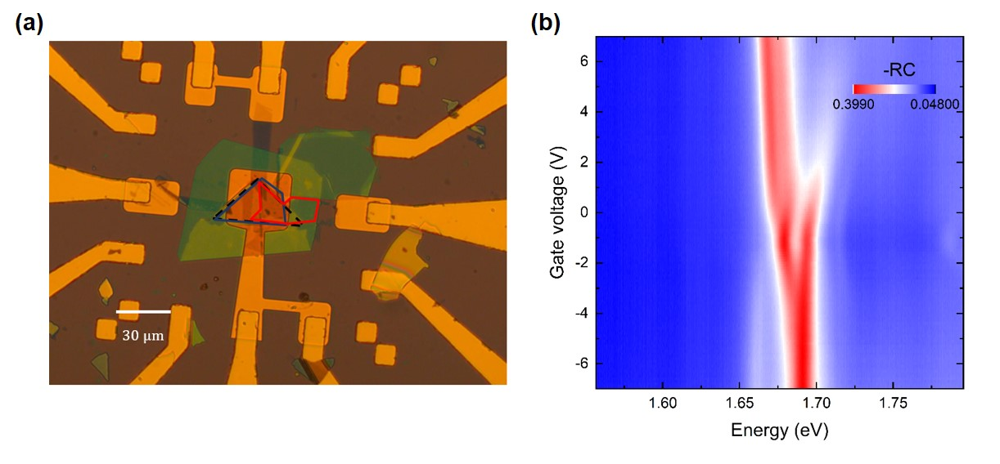 (a)
30 μm
(b)
-RC
0.3990 0.04800
Gate voltage (V)
6
4
2
0
-2
-4
-6
1.60 1.65 1.70 1.75
Energy (eV)